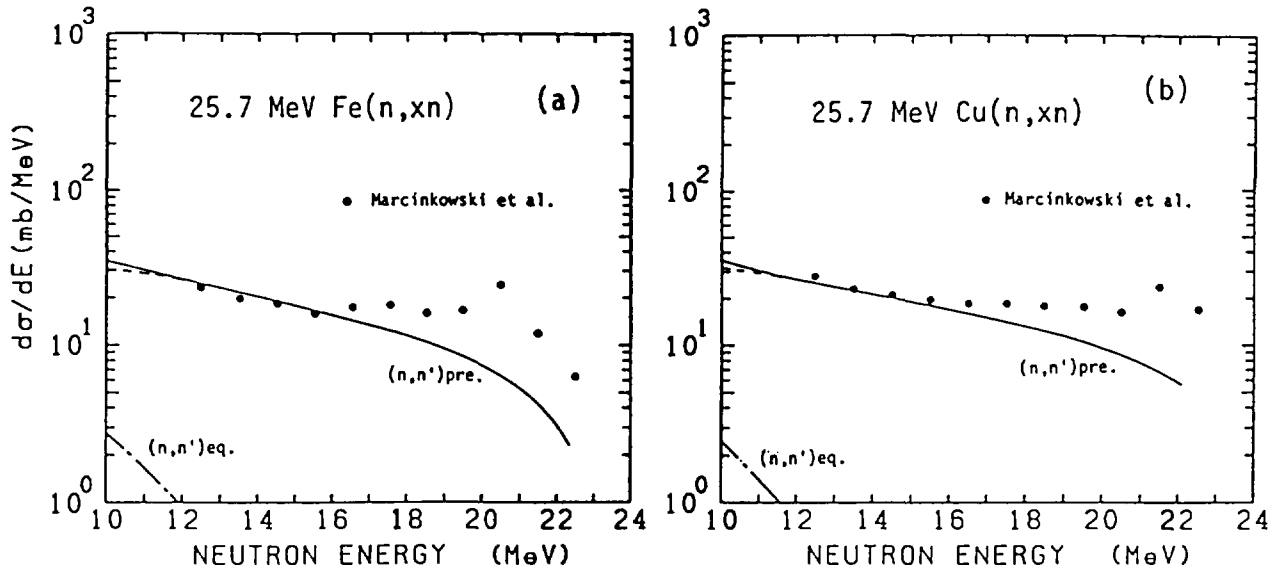 10³
10²
10¹
10⁰
dσ/dE (mb/MeV)
25.7 MeV Fe(n,xn)
(a)
• Marcinkowski et al.
(n,n')pre.
(n,n')eq.
10 12 14 16 18 20 22 24
NEUTRON ENERGY (MeV)
10³
10²
10¹
10⁰
25.7 MeV Cu(n,xn)
(b)
• Marcinkowski et al.
(n,n')pre.
(n,n')eq.
10 12 14 16 18 20 22 24
NEUTRON ENERGY (MeV)